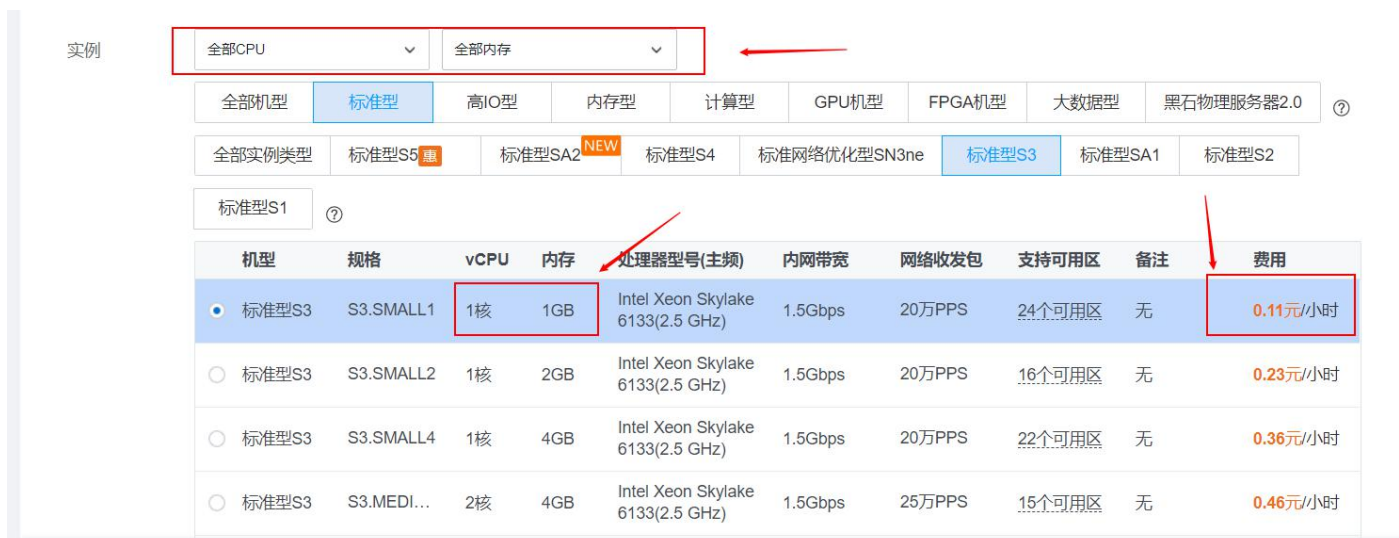 实例 全部CPU 全部内存
全部机型 标准型 高IO型 内存型 计算型 GPU机型 FPGA机型 大数据型 黑石物理服务器2.0 ?
全部实例类型 标准型S5 惠 标准型SA2 NEW 标准型S4 标准网络优化型SN3ne 标准型S3 标准型SA1 标准型S2
标准型S1 ?
机型 规格 vCPU 内存 处理器型号(主频) 内网带宽 网络收发包 支持可用区 备注 费用
标准型S3 S3.SMALL1 1核 1GB Intel Xeon Skylake 6133(2.5 GHz) 1.5Gbps 20万PPS 24个可用区 无 0.11元/小时
标准型S3 S3.SMALL2 1核 2GB Intel Xeon Skylake 6133(2.5 GHz) 1.5Gbps 20万PPS 16个可用区 无 0.23元/小时
标准型S3 S3.SMALL4 1核 4GB Intel Xeon Skylake 6133(2.5 GHz) 1.5Gbps 20万PPS 22个可用区 无 0.36元/小时
标准型S3 S3.MEDI... 2核 4GB Intel Xeon Skylake 6133(2.5 GHz) 1.5Gbps 25万PPS 15个可用区 无 0.46元/小时